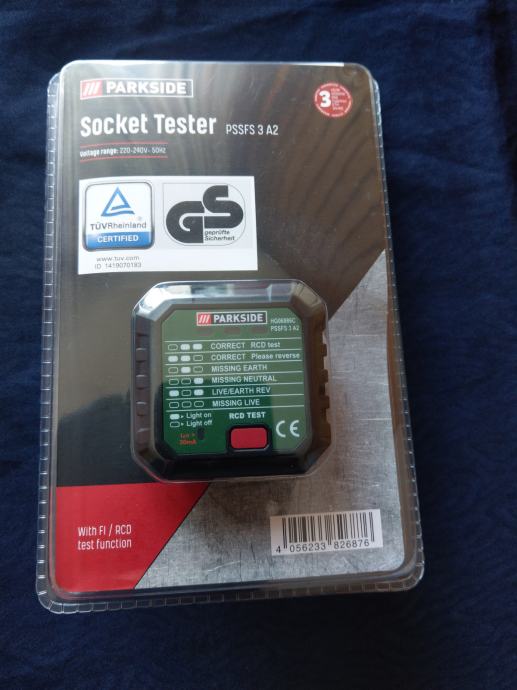 PARKSIDE
Socket Tester PSSFS 3 A2
Voltage range: 220-240V~ 50Hz
3
TÜVRheinland
CERTIFIED
www.tuv.com
ID 1419070183
GS
geprüfte
Sicherheit
PARKSIDE
HG06886C
PSSFS 3 A2
CORRECT RCD test
CORRECT Please reverse
MISSING EARTH
MISSING NEUTRAL
LIVE/EARTH REV
MISSING LIVE
Light on
Light off
RCD TEST
30mA
CE
With FI / RCD
test function
4 056233 826876